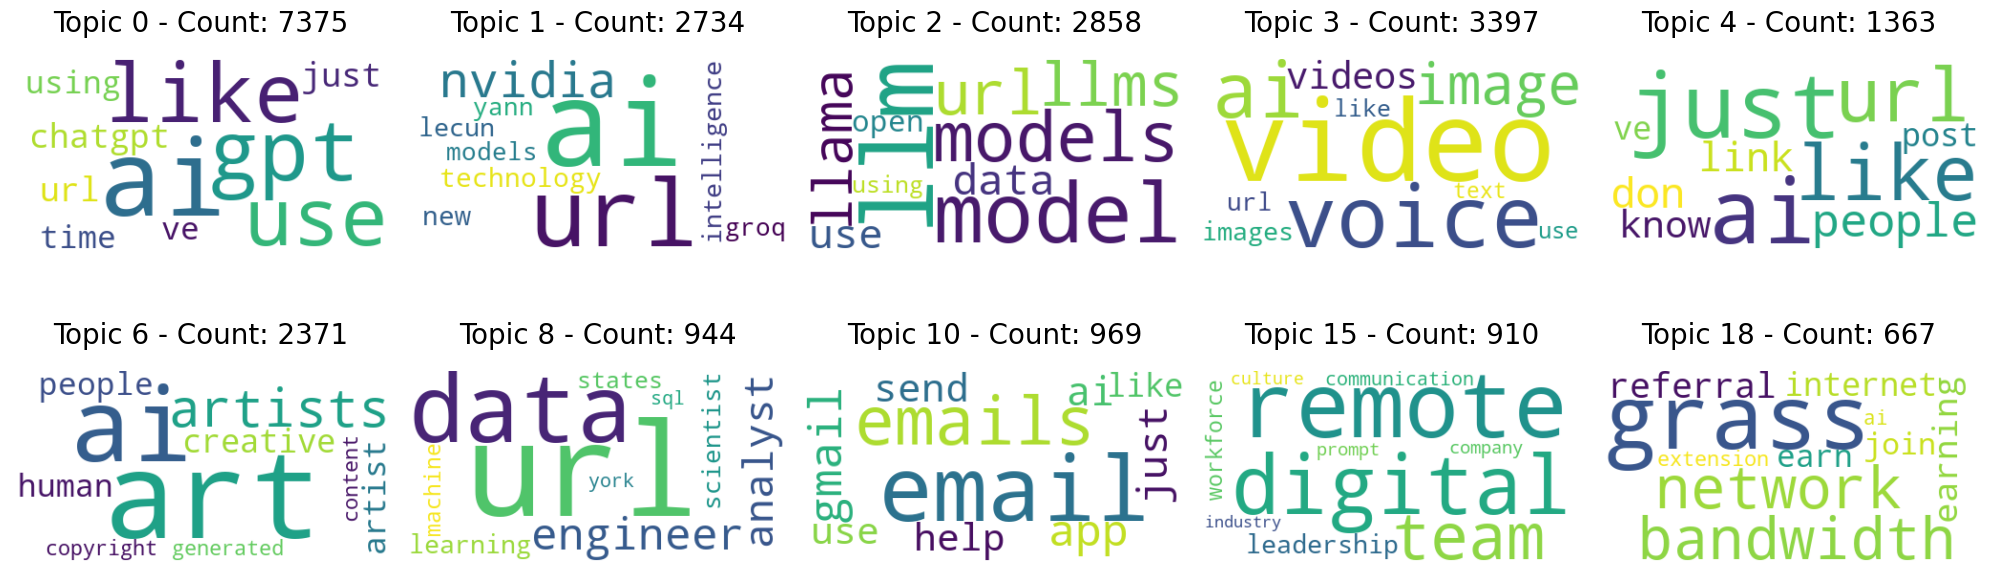 Topic 0 - Count: 7375
using
like
just
chatgpt
gpt
ai
url
use
time
ve
Topic 1 - Count: 2734
nvidia
yann
ai
lecun
models
technology
intelligence
new
url
groq
Topic 2 - Count: 2858
ullama
llm
url
llms
open
models
using
data
use
model
Topic 3 - Count: 3397
ai
videos
image
like
video
text
url
voice
images
use
Topic 4 - Count: 1363
just
url
ve
post
link
like
don
know
ai
people
Topic 6 - Count: 2371
people
ai
artists
creative
human
art
content
artist
copyright
generated
Topic 8 - Count: 944
data
states
sql
scientist
analyst
url
york
machine
learning
engineer
Topic 10 - Count: 969
send
ai
like
emails
gmail
email
just
use
help
app
Topic 15 - Count: 910
culture
communication
remote
workforce
prompt
company
digital
industry
leadership
team
Topic 18 - Count: 667
referral
internet
grass
ai
join
extension
earn
earning
network
bandwidth